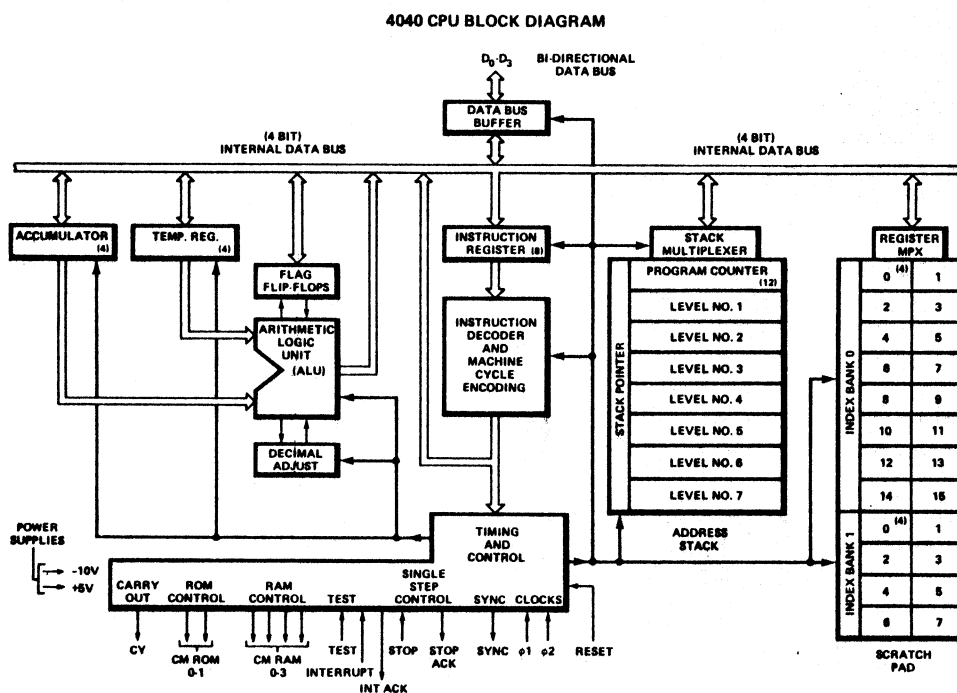 4040 CPU BLOCK DIAGRAM
D0-D3
BI-DIRECTIONAL
DATA BUS
DATA BUS
BUFFER
(4 BIT)
INTERNAL DATA BUS
(4 BIT)
INTERNAL DATA BUS
ACCUMULATOR
(4)
TEMP. REG.
(4)
FLAG
FLIP-FLOPS
ARITHMETIC
LOGIC
UNIT
(ALU)
DECIMAL
ADJUST
INSTRUCTION
REGISTER (8)
INSTRUCTION
DECODER
AND
MACHINE
CYCLE
ENCODING
STACK
MULTIPLEXER
PROGRAM COUNTER
(12)
LEVEL NO. 1
LEVEL NO. 2
LEVEL NO. 3
LEVEL NO. 4
LEVEL NO. 5
LEVEL NO. 6
LEVEL NO. 7
STACK POINTER
ADDRESS
STACK
REGISTER
MPX
INDEX BANK 0
0 (4) 1
2 3
4 5
6 7
8 9
10 11
12 13
14 15
INDEX BANK 1
0 (4) 1
2 3
4 5
6 7
SCRATCH
PAD
POWER
SUPPLIES
-10V
+5V
TIMING
AND
CONTROL
CARRY
OUT
ROM
CONTROL
RAM
CONTROL
TEST
SINGLE
STEP
CONTROL
SYNC
CLOCKS
CY
CM ROM
0-1
CM RAM
0-3
TEST
INTERRUPT
INT ACK
STOP
STOP
ACK
SYNC
φ1
φ2
RESET